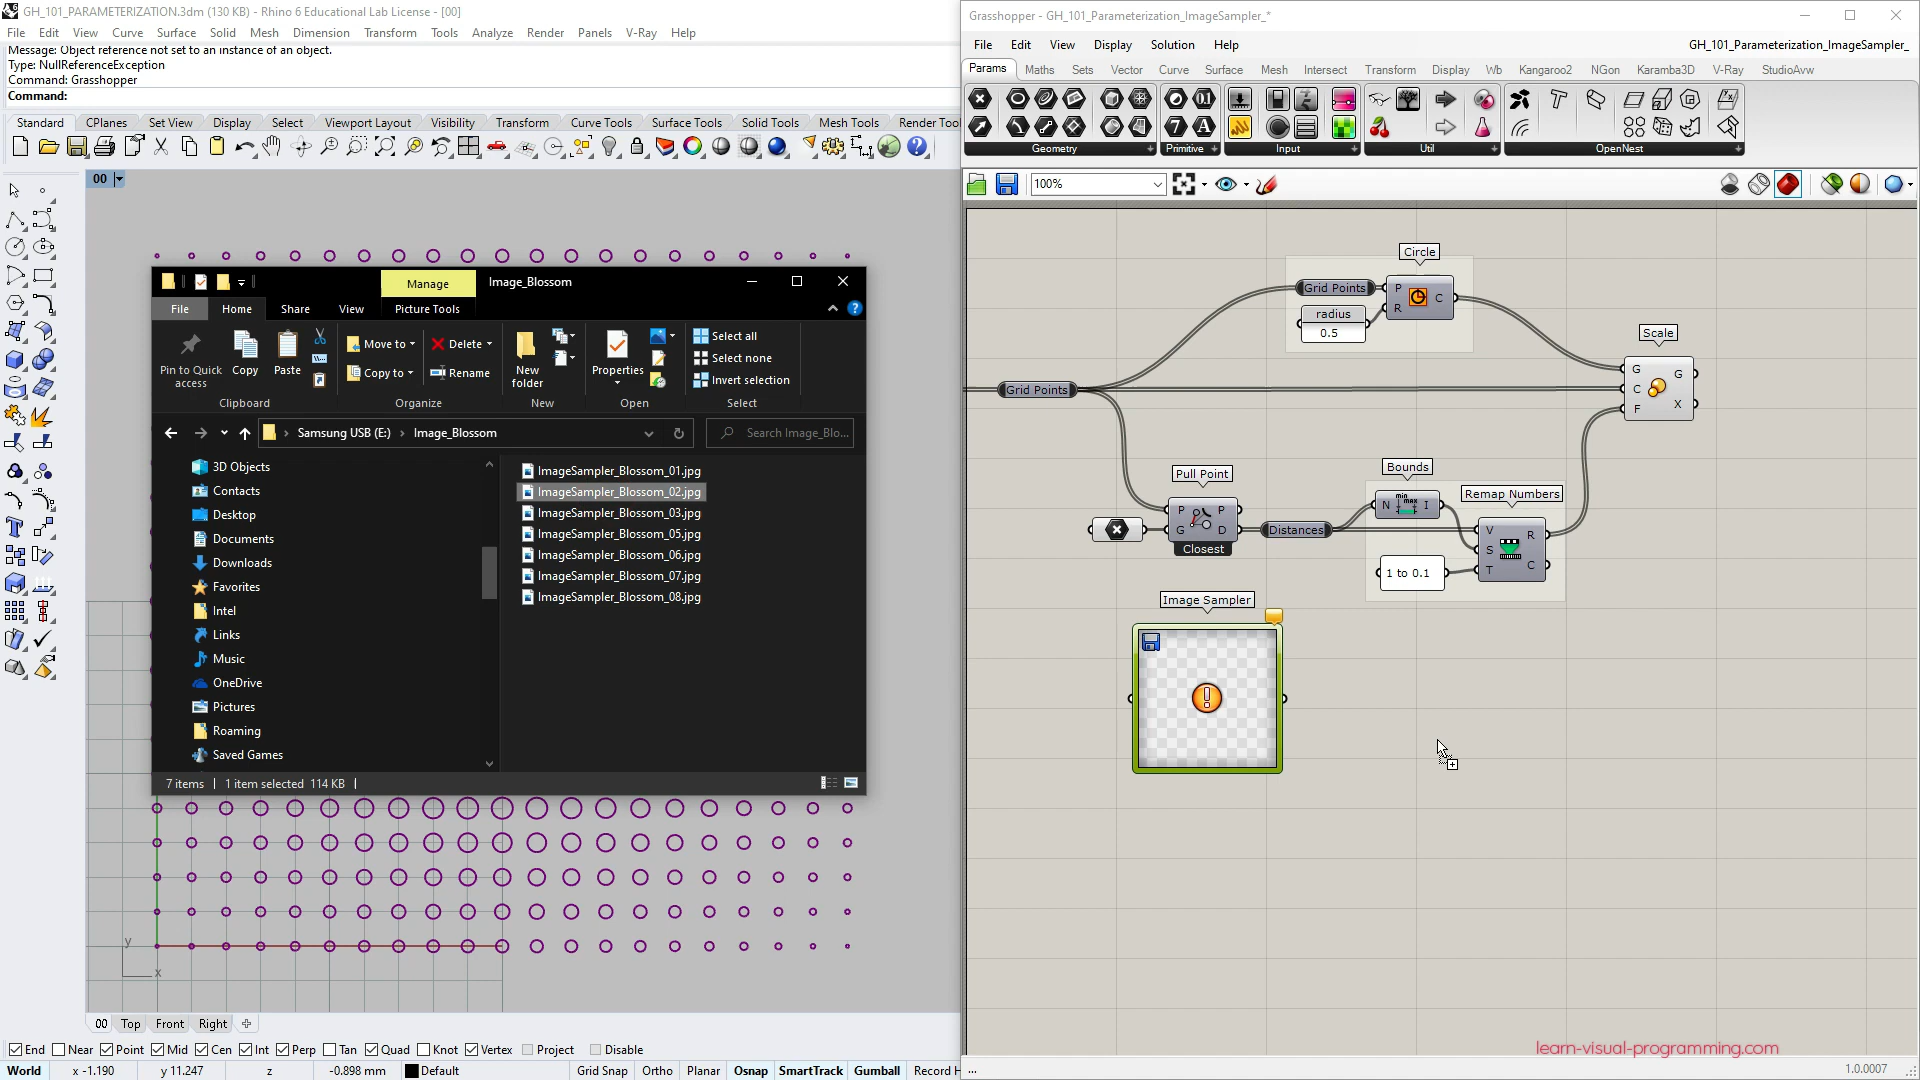 GH_101_PARAMETERIZATION.3dm (130 KB) - Rhino 6 Educational Lab License - [00]
File Edit View Curve Surface Solid Mesh Dimension Transform Tools Analyze Render Panels V-Ray Help
Message: Object reference not set to an instance of an object.
Type: NullReferenceException
Command: Grasshopper
Command:
Standard CPlanes Set View Display Select Viewport Layout Visibility Transform Curve Tools Surface Tools Solid Tools Mesh Tools Render Too
00
Manage
Image_Blossom
File Home Share View Picture Tools
Pin to Quick access
Copy
Paste
Move to
Copy to
Delete
Rename
New folder
Properties
Select all
Select none
Invert selection
Clipboard Organize New Open Select
Samsung USB (E:) › Image_Blossom
Search Image_Blo...
3D Objects
Contacts
Desktop
Documents
Downloads
Favorites
Intel
Links
Music
OneDrive
Pictures
Roaming
Saved Games
ImageSampler_Blossom_01.jpg
ImageSampler_Blossom_02.jpg
ImageSampler_Blossom_03.jpg
ImageSampler_Blossom_05.jpg
ImageSampler_Blossom_06.jpg
ImageSampler_Blossom_07.jpg
ImageSampler_Blossom_08.jpg
7 items 1 item selected 114 KB
y
x
00 Top Front Right
End Near Point Mid Cen Int Perp Tan Quad Knot Vertex Project Disable
World x -1.190 y 11.247 z -0.898 mm Default Grid Snap Ortho Planar Osnap SmartTrack Gumball Record H
Grasshopper - GH_101_Parameterization_ImageSampler_*
File Edit View Display Solution Help
GH_101_Parameterization_ImageSampler_
Params Maths Sets Vector Curve Surface Mesh Intersect Transform Display Wb Kangaroo2 NGon Karamba3D V-Ray StudioAvw
Geometry Primitive Input Util OpenNest
100%
Circle
Grid Points
P
R
C
radius
0.5
Scale
G
C
F
G
X
Grid Points
Pull Point
P
G
P
D
Closest
Distances
Bounds
N
min max
I
Remap Numbers
V
S
T
R
C
1 to 0.1
Image Sampler
learn-visual-programming.com
...
1.0.0007